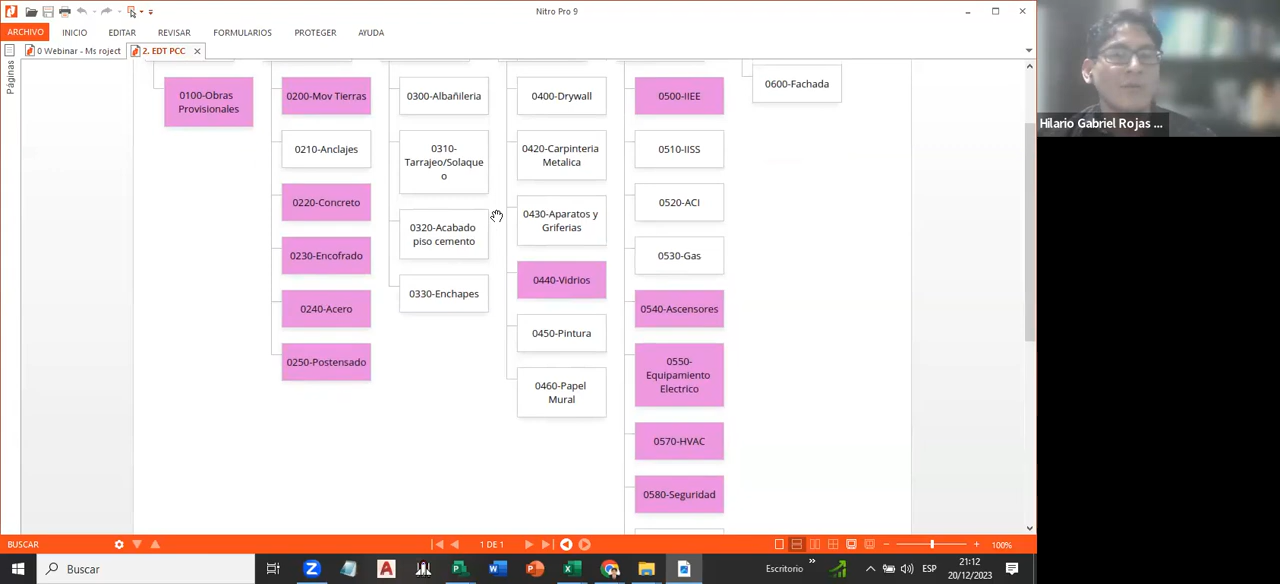 Nitro Pro 9
ARCHIVO INICIO EDITAR REVISAR FORMULARIOS PROTEGER AYUDA
0 Webinar - Ms roject 2. EDT PCC
Páginas
0100-Obras
Provisionales
0200-Mov Tierras
0210-Anclajes
0220-Concreto
0230-Encofrado
0240-Acero
0250-Postensado
0300-Albañileria
0310-
Tarrajeo/Solaque
o
0320-Acabado
piso cemento
0330-Enchapes
0400-Drywall
0420-Carpinteria
Metalica
0430-Aparatos y
Griferias
0440-Vidrios
0450-Pintura
0460-Papel
Mural
0500-IIEE
0510-IISS
0520-ACI
0530-Gas
0540-Ascensores
0550-
Equipamiento
Electrico
0570-HVAC
0580-Seguridad
0600-Fachada
Hilario Gabriel Rojas ...
BUSCAR
1 DE 1
100%
Buscar
Escritorio
ESP
21:12
20/12/2023